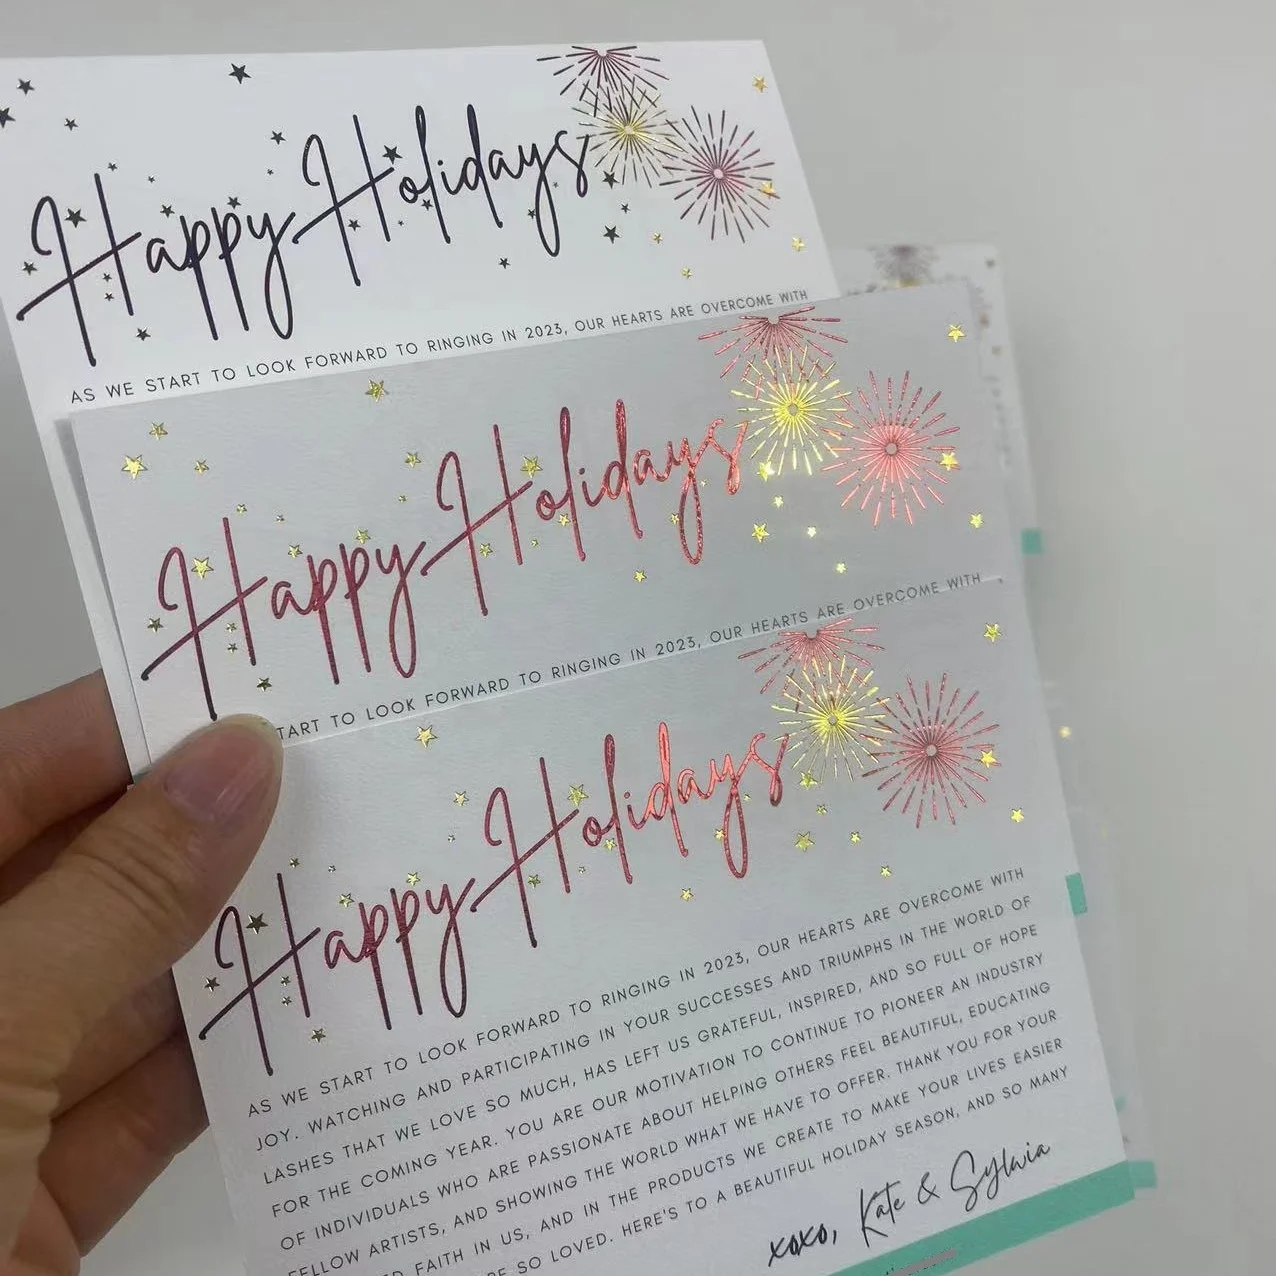 Happy Holidays
AS WE START TO LOOK FORWARD TO RINGING IN 2023, OUR HEARTS ARE OVERCOME WITH
Happy Holidays
START TO LOOK FORWARD TO RINGING IN 2023, OUR HEARTS ARE OVERCOME WITH
Happy Holidays
AS WE START TO LOOK FORWARD TO RINGING IN 2023, OUR HEARTS ARE OVERCOME WITH
JOY. WATCHING AND PARTICIPATING IN YOUR SUCCESSES AND TRIUMPHS IN THE WORLD OF
LASHES THAT WE LOVE SO MUCH, HAS LEFT US GRATEFUL, INSPIRED, AND SO FULL OF HOPE
FOR THE COMING YEAR. YOU ARE OUR MOTIVATION TO CONTINUE TO PIONEER AN INDUSTRY
OF INDIVIDUALS WHO ARE PASSIONATE ABOUT HELPING OTHERS FEEL BEAUTIFUL, EDUCATING
FELLOW ARTISTS, AND SHOWING THE WORLD WHAT WE HAVE TO OFFER. THANK YOU FOR YOUR
FAITH IN US, AND IN THE PRODUCTS WE CREATE TO MAKE YOUR LIVES EASIER
SO LOVED. HERE'S TO A BEAUTIFUL HOLIDAY SEASON, AND SO MANY
xoxo, Kate & Sylwia